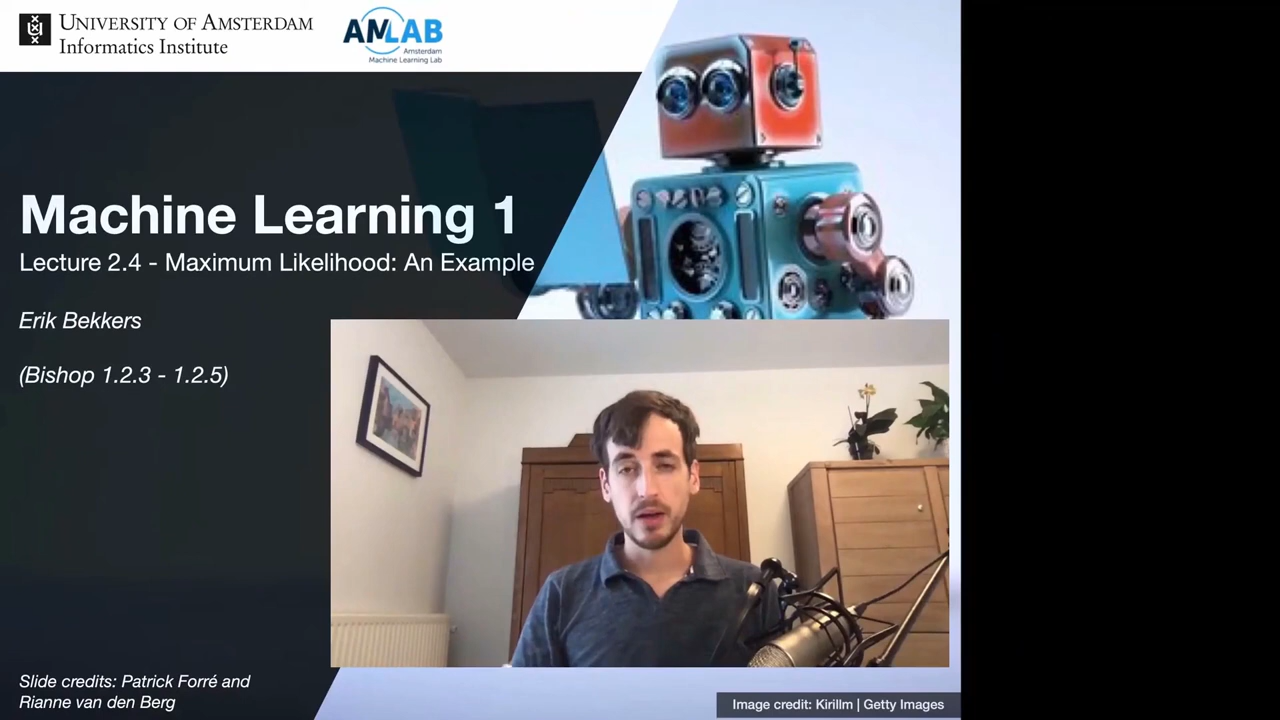 UNIVERSITY OF AMSTERDAM
Informatics Institute
AMLAB
Amsterdam
Machine Learning Lab
Machine Learning 1
Lecture 2.4 - Maximum Likelihood: An Example
Erik Bekkers
(Bishop 1.2.3 - 1.2.5)
Slide credits: Patrick Forré and
Rianne van den Berg
Image credit: Kirillm | Getty Images